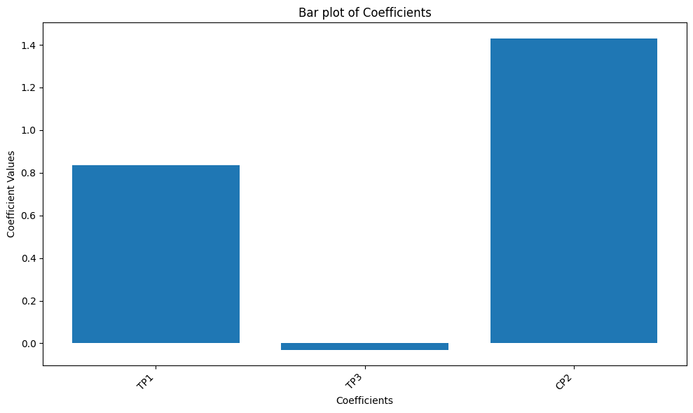 Bar plot of Coefficients
Coefficient Values
1.4
1.2
1.0
0.8
0.6
0.4
0.2
0.0
TP1
TP3
CP2
Coefficients